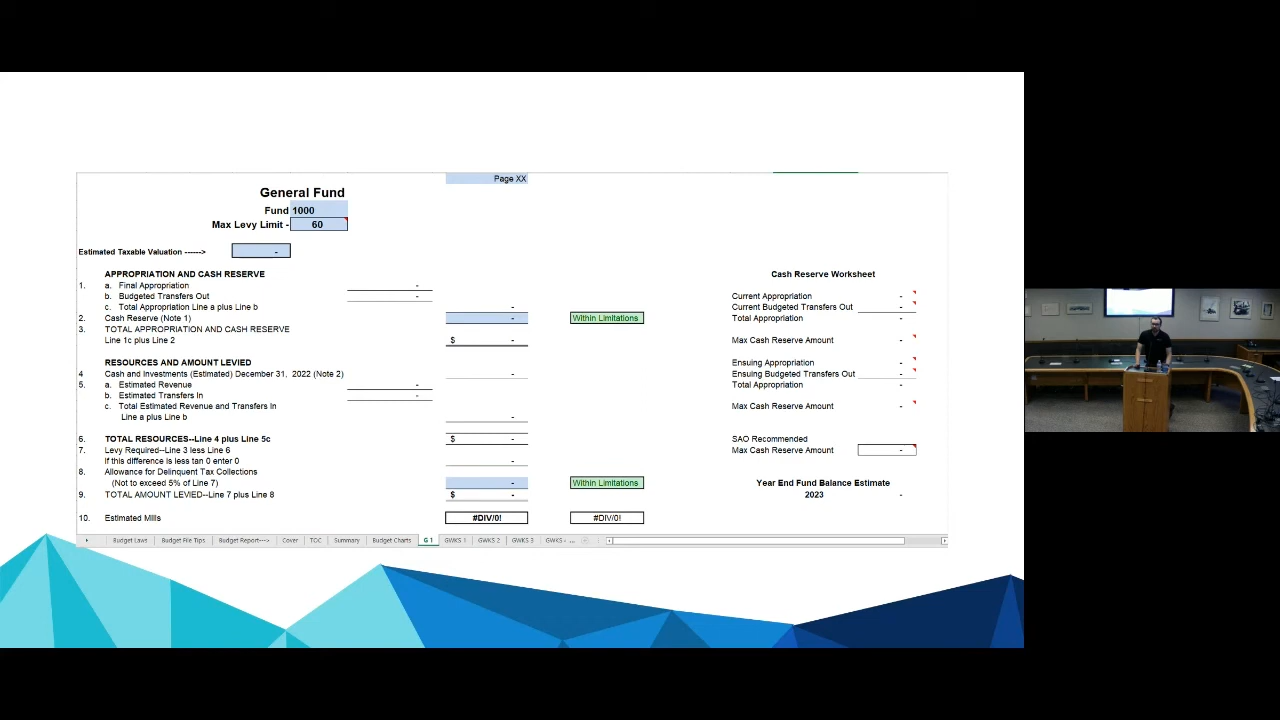 Page XX
General Fund
Fund 1000
Max Levy Limit - 60
Estimated Taxable Valuation ------> -
APPROPRIATION AND CASH RESERVE
1. a. Final Appropriation -
b. Budgeted Transfers Out -
c. Total Appropriation Line a plus Line b -
2. Cash Reserve (Note 1) - Within Limitations
3. TOTAL APPROPRIATION AND CASH RESERVE
Line 1c plus Line 2 $ -
RESOURCES AND AMOUNT LEVIED
4 Cash and Investments (Estimated) December 31, 2022 (Note 2) -
5. a. Estimated Revenue -
b. Estimated Transfers In -
c. Total Estimated Revenue and Transfers In
Line a plus Line b -
6. TOTAL RESOURCES--Line 4 plus Line 5c $ -
7. Levy Required--Line 3 less Line 6
If this difference is less tan 0 enter 0 -
8. Allowance for Delinquent Tax Collections
(Not to exceed 5% of Line 7) - Within Limitations
9. TOTAL AMOUNT LEVIED--Line 7 plus Line 8 $ -
10. Estimated Mills #DIV/0! #DIV/0!
Cash Reserve Worksheet
Current Appropriation -
Current Budgeted Transfers Out -
Total Appropriation -
Max Cash Reserve Amount -
Ensuing Appropriation -
Ensuing Budgeted Transfers Out -
Total Appropriation -
Max Cash Reserve Amount -
SAO Recommended
Max Cash Reserve Amount -
Year End Fund Balance Estimate
2023 -
Budget Laws Budget File Tips Budget Report---> Cover TOC Summary Budget Charts G 1 GWKS 1 GWKS 2 GWKS 3 GWKS ...